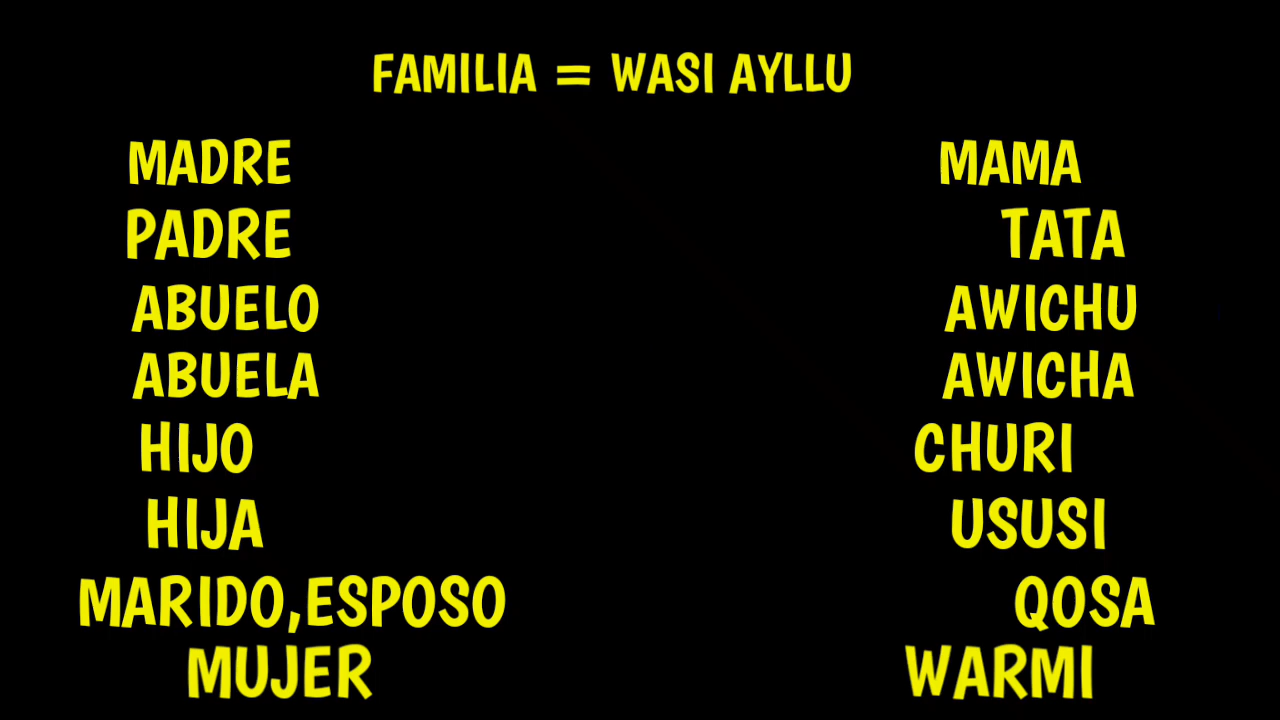 FAMILIA = WASI AYLLU
MADRE MAMA
PADRE TATA
ABUELO AWICHU
ABUELA AWICHA
HIJO CHURI
HIJA USUSI
MARIDO,ESPOSO QOSA
MUJER WARMI